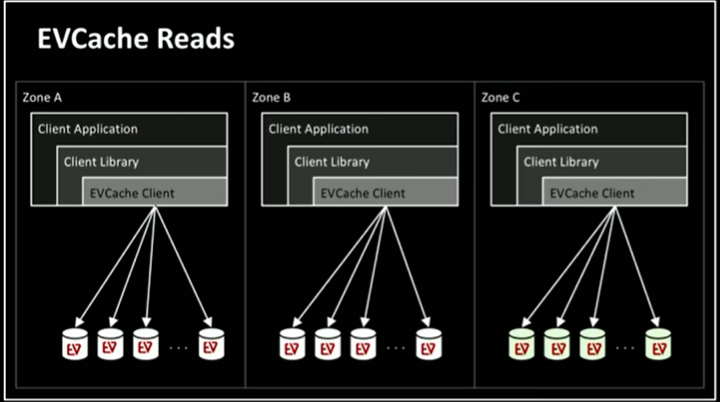 EVCache Reads
Zone A
Client Application
Client Library
EVCache Client
EV EV EV ... EV
Zone B
Client Application
Client Library
EVCache Client
EV EV EV ... EV
Zone C
Client Application
Client Library
EVCache Client
EV EV EV ... EV